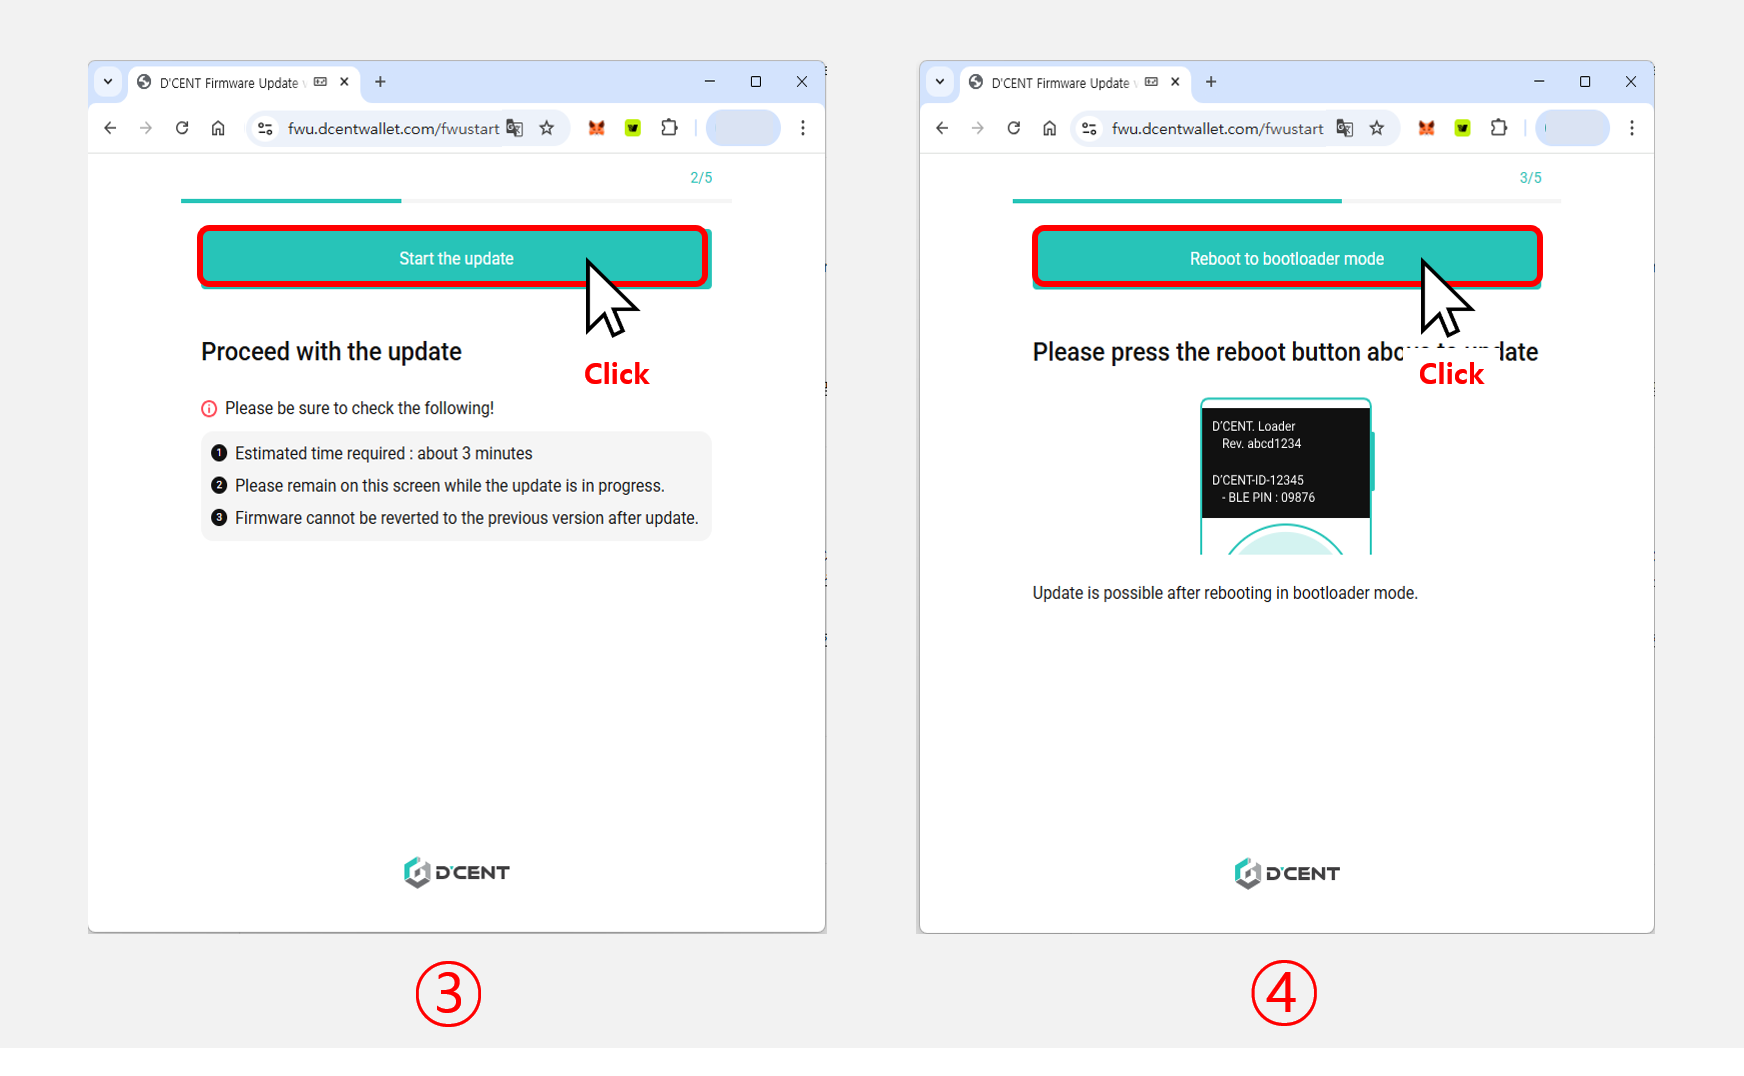 D'CENT Firmware Update
fwu.dcentwallet.com/fwustart
2/5
Start the update
Click
Proceed with the update
Please be sure to check the following!
1 Estimated time required : about 3 minutes
2 Please remain on this screen while the update is in progress.
3 Firmware cannot be reverted to the previous version after update.
D'CENT
③
D'CENT Firmware Update
fwu.dcentwallet.com/fwustart
3/5
Reboot to bootloader mode
Please press the reboot button above to update
Click
D'CENT. Loader
Rev. abcd1234
D'CENT-ID-12345
- BLE PIN : 09876
Update is possible after rebooting in bootloader mode.
D'CENT
④